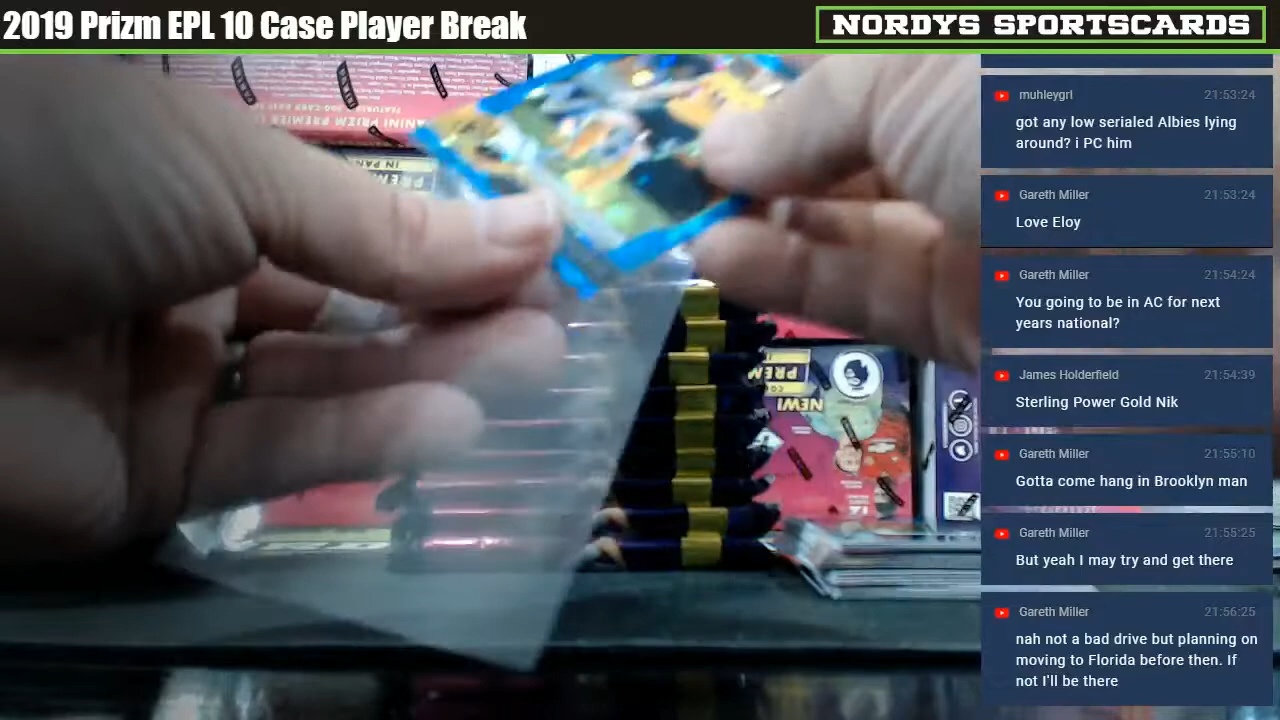 2019 Prizm EPL 10 Case Player Break
NORDYS SPORTSCARDS
muhleygrl 21:53:24
got any low serialed Albies lying
around? i PC him
Gareth Miller 21:53:24
Love Eloy
Gareth Miller 21:54:24
You going to be in AC for next
years national?
James Holderfield 21:54:39
Sterling Power Gold Nik
Gareth Miller 21:55:10
Gotta come hang in Brooklyn man
Gareth Miller 21:55:25
But yeah I may try and get there
Gareth Miller 21:56:25
nah not a bad drive but planning on
moving to Florida before then. If
not I'll be there
NEW!